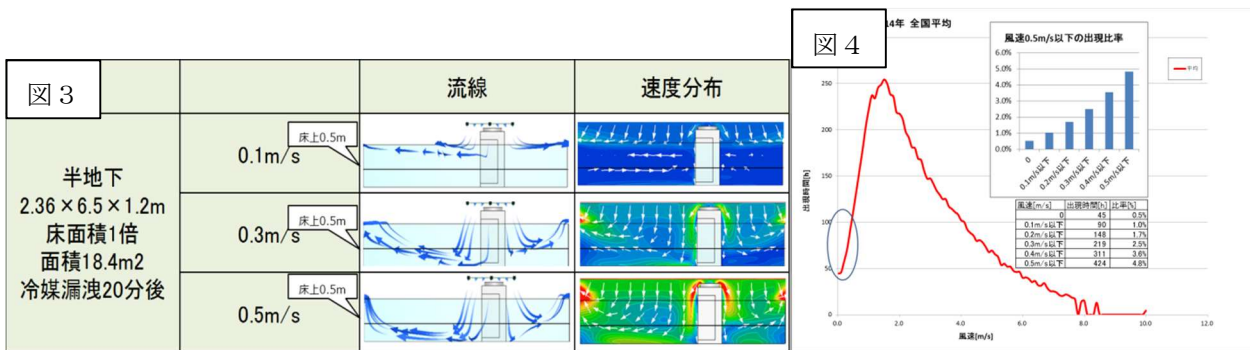 図３
流線
速度分布
半地下
2.36×6.5×1.2m
床面積1倍
面積18.4m2
冷媒漏洩20分後
0.1m/s
床上0.5m
0.3m/s
床上0.5m
0.5m/s
床上0.5m
図４
14年 全国平均
風速0.5m/s以下の出現比率
6.0%
5.0%
4.0%
3.0%
2.0%
1.0%
0.0%
0
0.1m/s以下
0.2m/s以下
0.3m/s以下
0.4m/s以下
0.5m/s以下
平均
風速[m/s] 出現時間[h] 比率[%]
0 45 0.5%
0.1m/s以下 90 1.0%
0.2m/s以下 148 1.7%
0.3m/s以下 219 2.5%
0.4m/s以下 311 3.6%
0.5m/s以下 424 4.8%
出現時間[h]
250
200
150
100
50
0
0.0 2.0 4.0 6.0 8.0 10.0 12.0
風速[m/s]